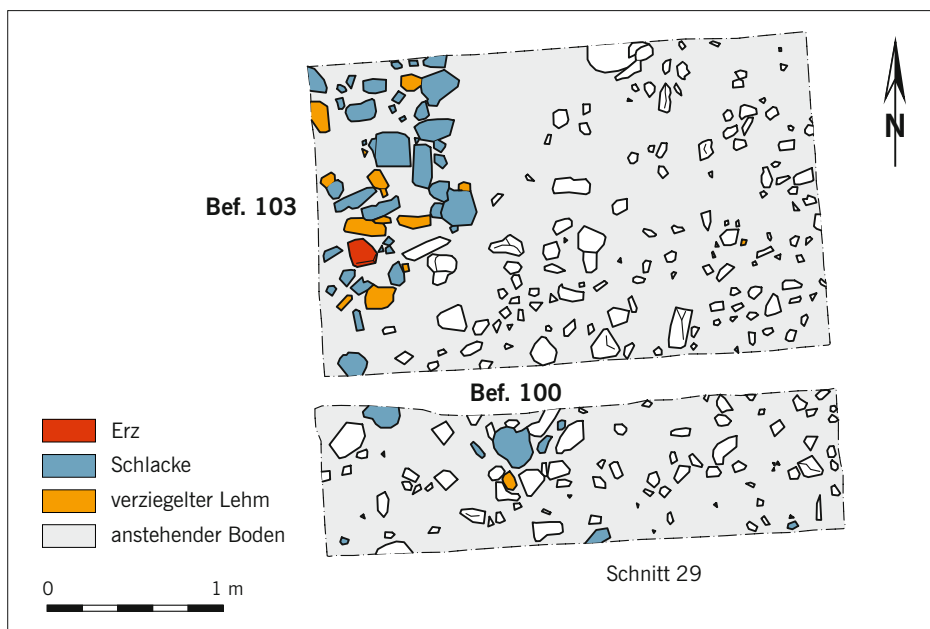 N
Bef. 103
Bef. 100
Erz
Schlacke
verziegelter Lehm
anstehender Boden
0 1 m
Schnitt 29